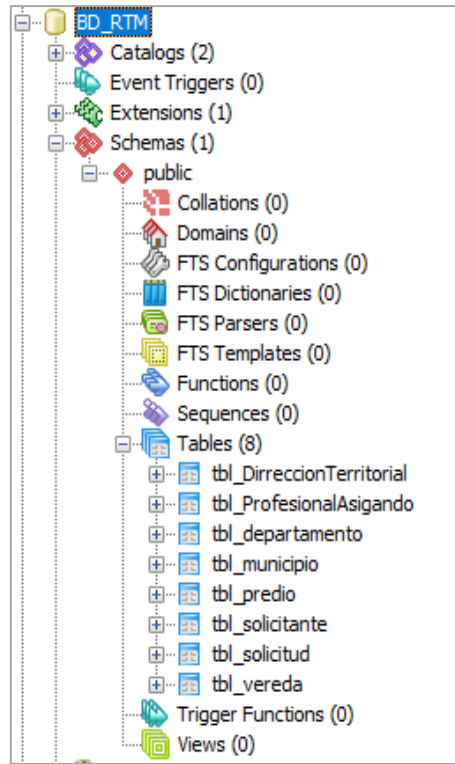 BD_RTM
Catalogs (2)
Event Triggers (0)
Extensions (1)
Schemas (1)
public
Collations (0)
Domains (0)
FTS Configurations (0)
FTS Dictionaries (0)
FTS Parsers (0)
FTS Templates (0)
Functions (0)
Sequences (0)
Tables (8)
tbl_DirreccionTerritorial
tbl_ProfesionalAsigando
tbl_departamento
tbl_municipio
tbl_predio
tbl_solicitante
tbl_solicitud
tbl_vereda
Trigger Functions (0)
Views (0)